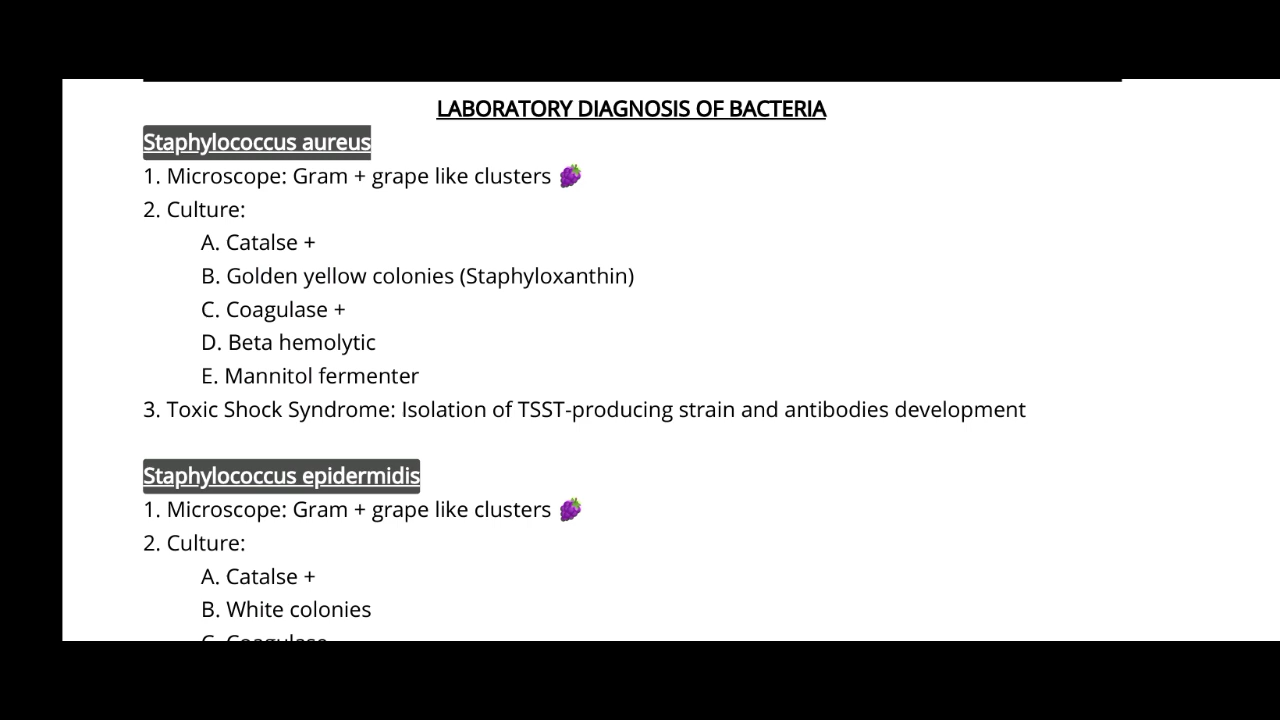 LABORATORY DIAGNOSIS OF BACTERIA
Staphylococcus aureus
1. Microscope: Gram + grape like clusters 🍇
2. Culture:
A. Catalse +
B. Golden yellow colonies (Staphyloxanthin)
C. Coagulase +
D. Beta hemolytic
E. Mannitol fermenter
3. Toxic Shock Syndrome: Isolation of TSST-producing strain and antibodies development
Staphylococcus epidermidis
1. Microscope: Gram + grape like clusters 🍇
2. Culture:
A. Catalse +
B. White colonies
C. Coagulase